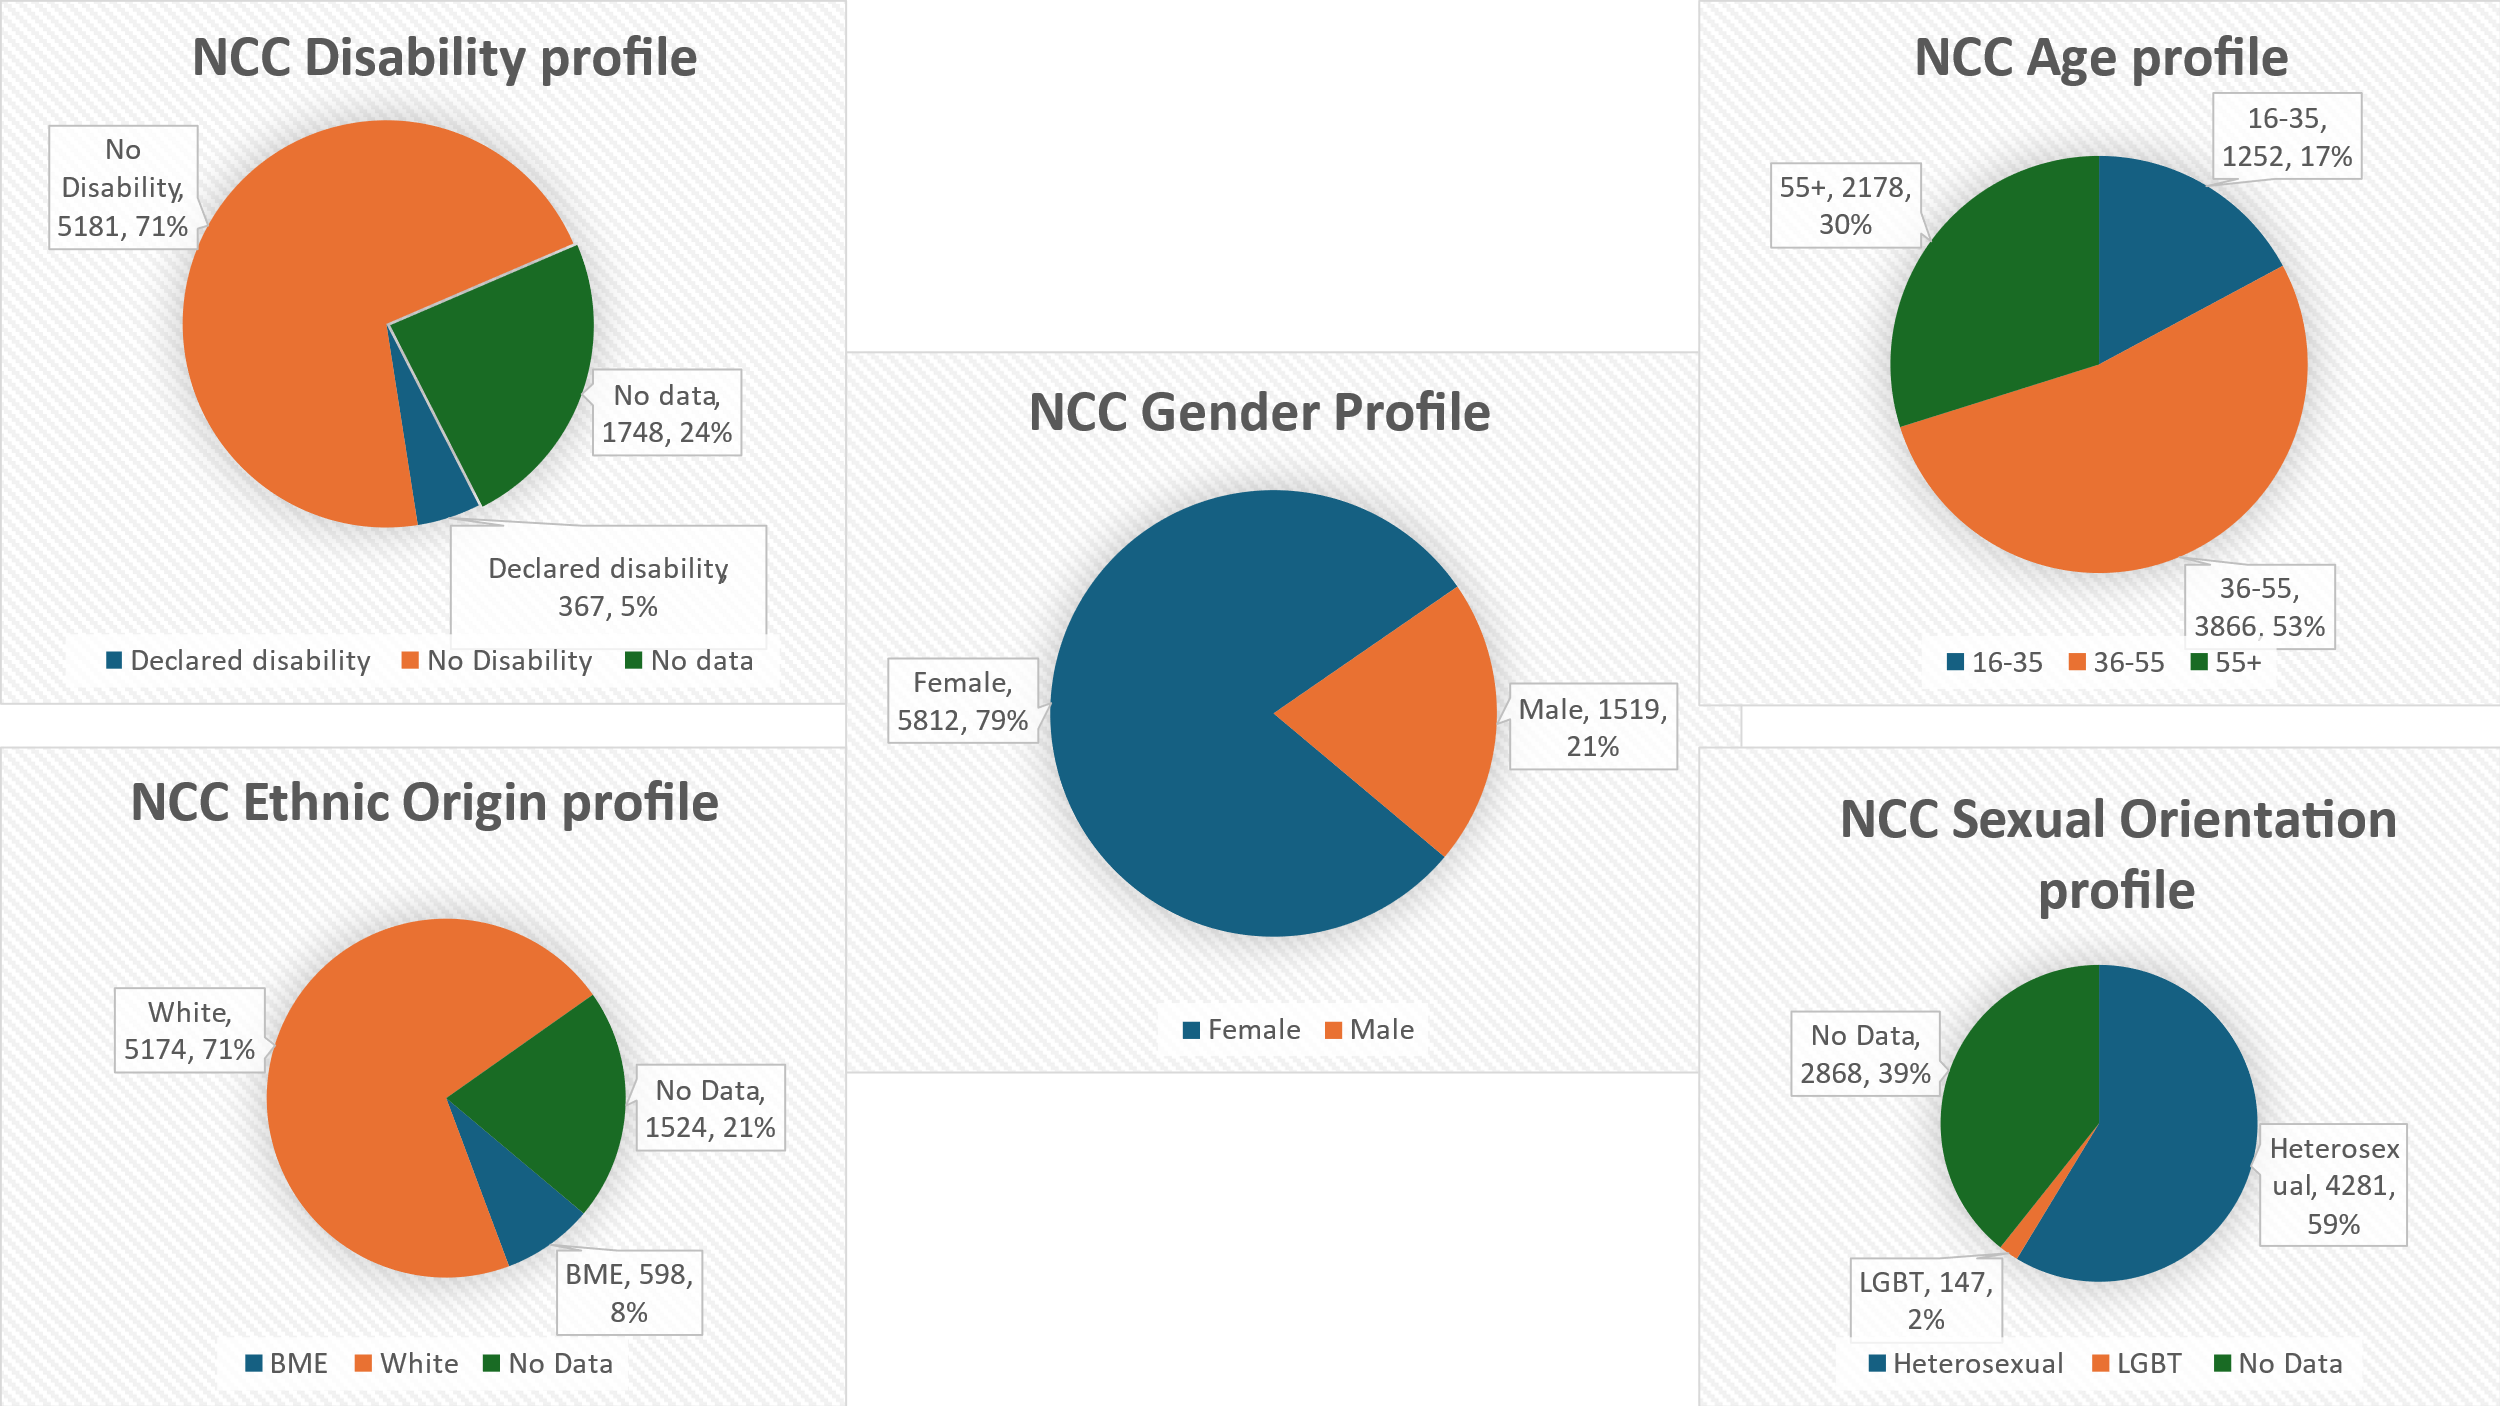 NCC Disability profile
No
Disability,
5181, 71%
No data,
1748, 24%
Declared disability,
367, 5%
Declared disability
No Disability
No data
NCC Ethnic Origin profile
White,
5174, 71%
No Data,
1524, 21%
BME, 598,
8%
BME
White
No Data
NCC Gender Profile
Female,
5812, 79%
Male, 1519,
21%
Female
Male
NCC Age profile
16-35,
1252, 17%
55+, 2178,
30%
36-55,
3866, 53%
16-35
36-55
55+
NCC Sexual Orientation
profile
No Data,
2868, 39%
Heterosex
ual, 4281,
59%
LGBT, 147,
2%
Heterosexual
LGBT
No Data